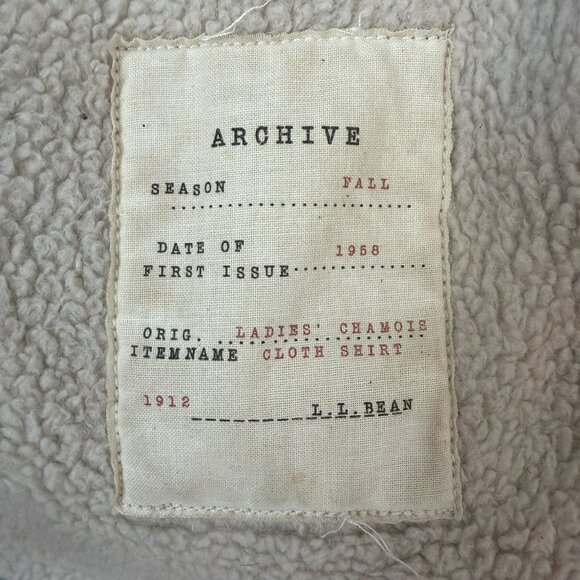 ARCHIVE
SEASON FALL
DATE OF 1958
FIRST ISSUE
ORIG. LADIES' CHAMOIS
ITEMNAME CLOTH SHIRT
1912 L.L.BEAN